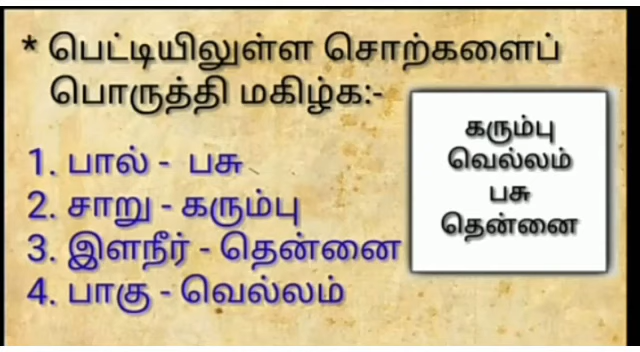 * பெட்டியிலுள்ள சொற்களைப்
பொருத்தி மகிழ்க:-
1. பால் - பசு
2. சாறு - கரும்பு
3. இளநீர் - தென்னை
4. பாகு - வெல்லம்
கரும்பு
வெல்லம்
பசு
தென்னை